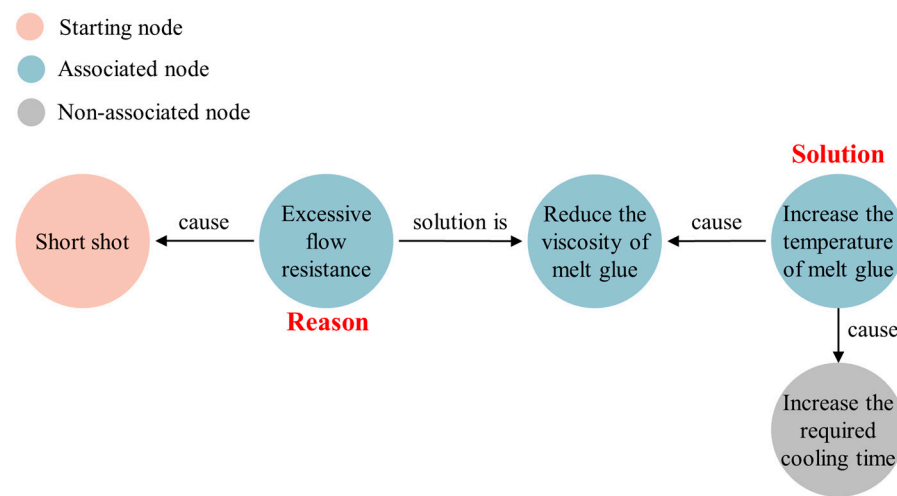 Starting node
Associated node
Non-associated node
Solution
Short shot
cause
Excessive
flow
resistance
solution is
Reduce the
viscosity of
melt glue
cause
Increase the
temperature
of melt glue
Reason
cause
Increase the
required
cooling time